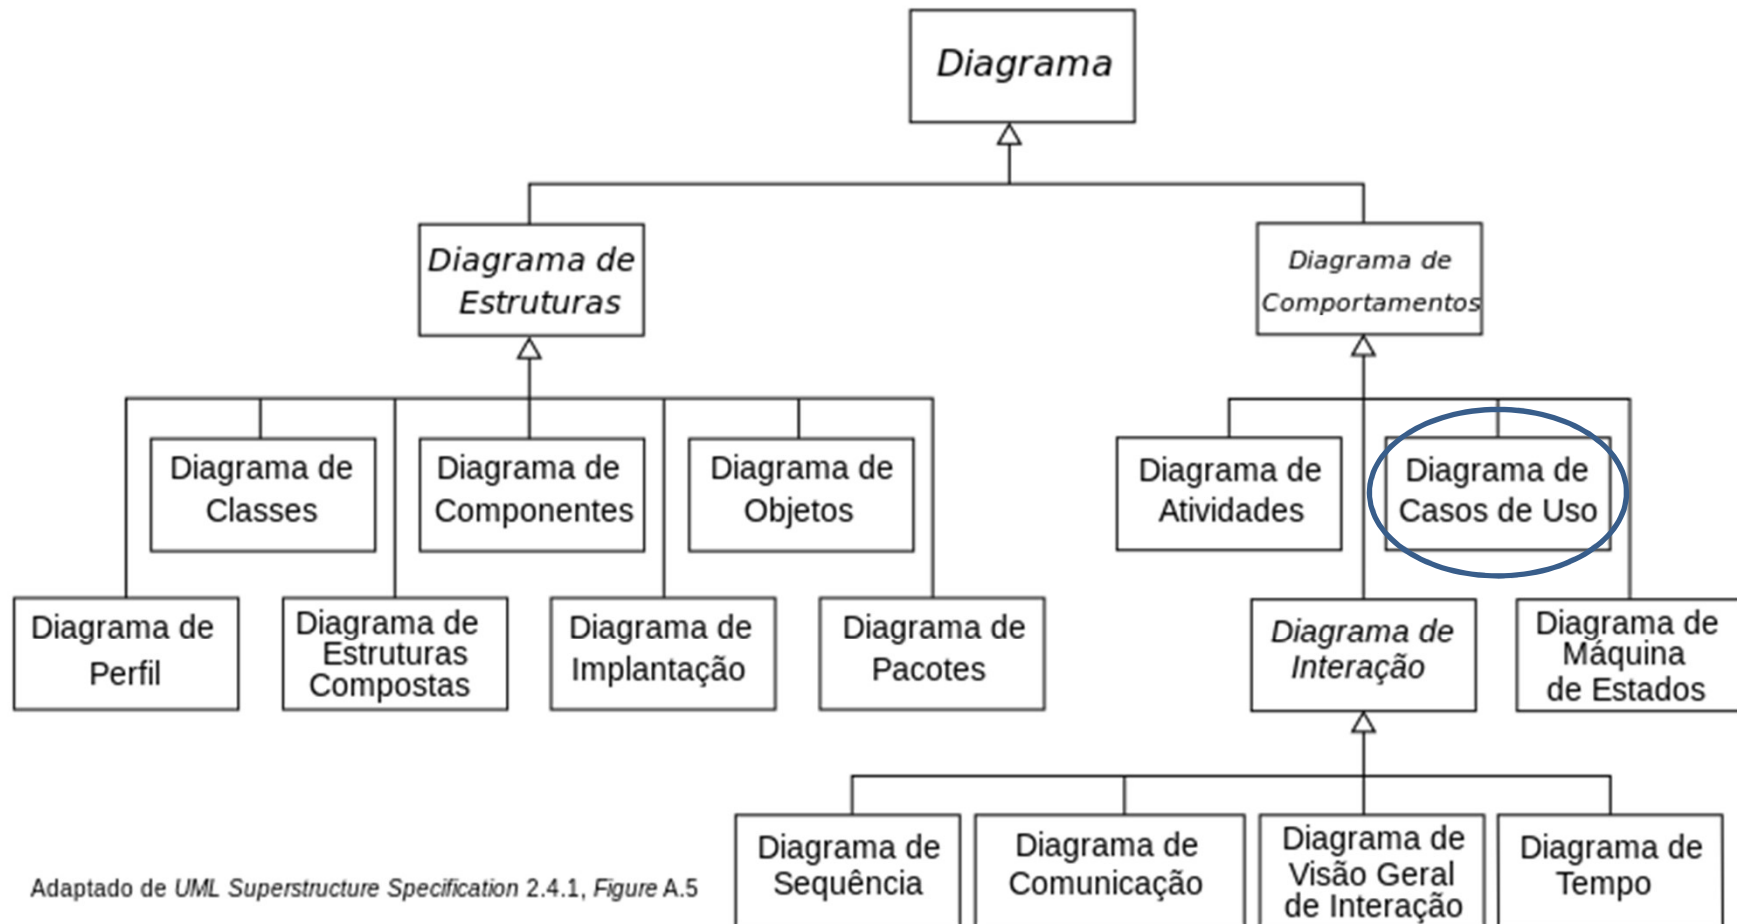 Diagrama
Diagrama de
Estruturas
Diagrama de
Comportamentos
Diagrama de
Classes
Diagrama de
Componentes
Diagrama de
Objetos
Diagrama de
Atividades
Diagrama de
Casos de Uso
Diagrama de
Perfil
Diagrama de
Estruturas
Compostas
Diagrama de
Implantação
Diagrama de
Pacotes
Diagrama de
Interação
Diagrama de
Máquina
de Estados
Diagrama de
Sequência
Diagrama de
Comunicação
Diagrama de
Visão Geral
de Interação
Diagrama de
Tempo
Adaptado de UML Superstructure Specification 2.4.1, Figure A.5